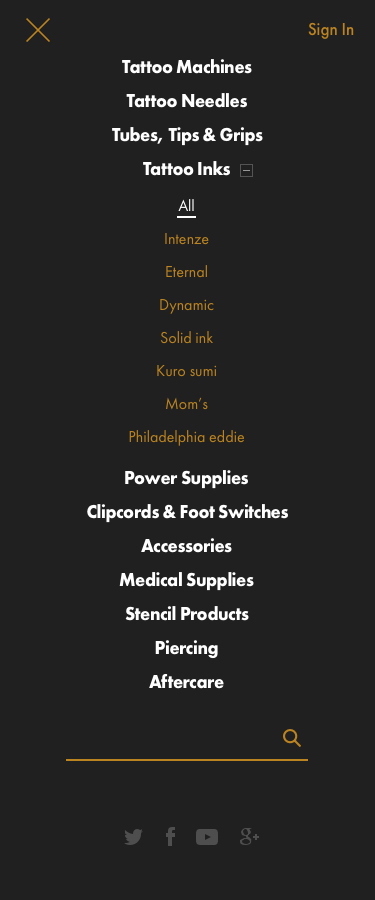 Sign In
Tattoo Machines
Tattoo Needles
Tubes, Tips & Grips
Tattoo Inks
All
Intenze
Eternal
Dynamic
Solid ink
Kuro sumi
Mom’s
Philadelphia eddie
Power Supplies
Clipcords & Foot Switches
Accessories
Medical Supplies
Stencil Products
Piercing
Aftercare